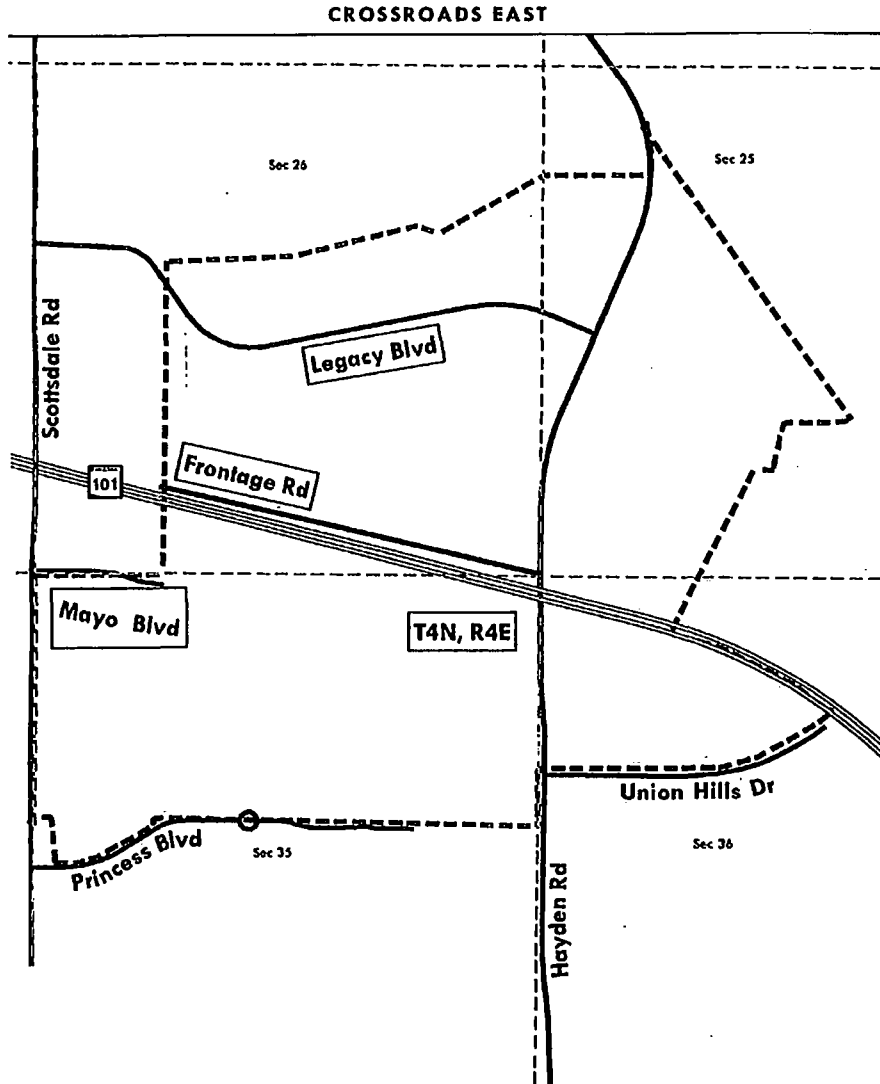 CROSSROADS EAST
Sec 26
Sec 25
Scottsdale Rd
Legacy Blvd
Frontage Rd
101
Mayo Blvd
T4N, R4E
Union Hills Dr
Princess Blvd
Sec 35
Sec 36
Hayden Rd